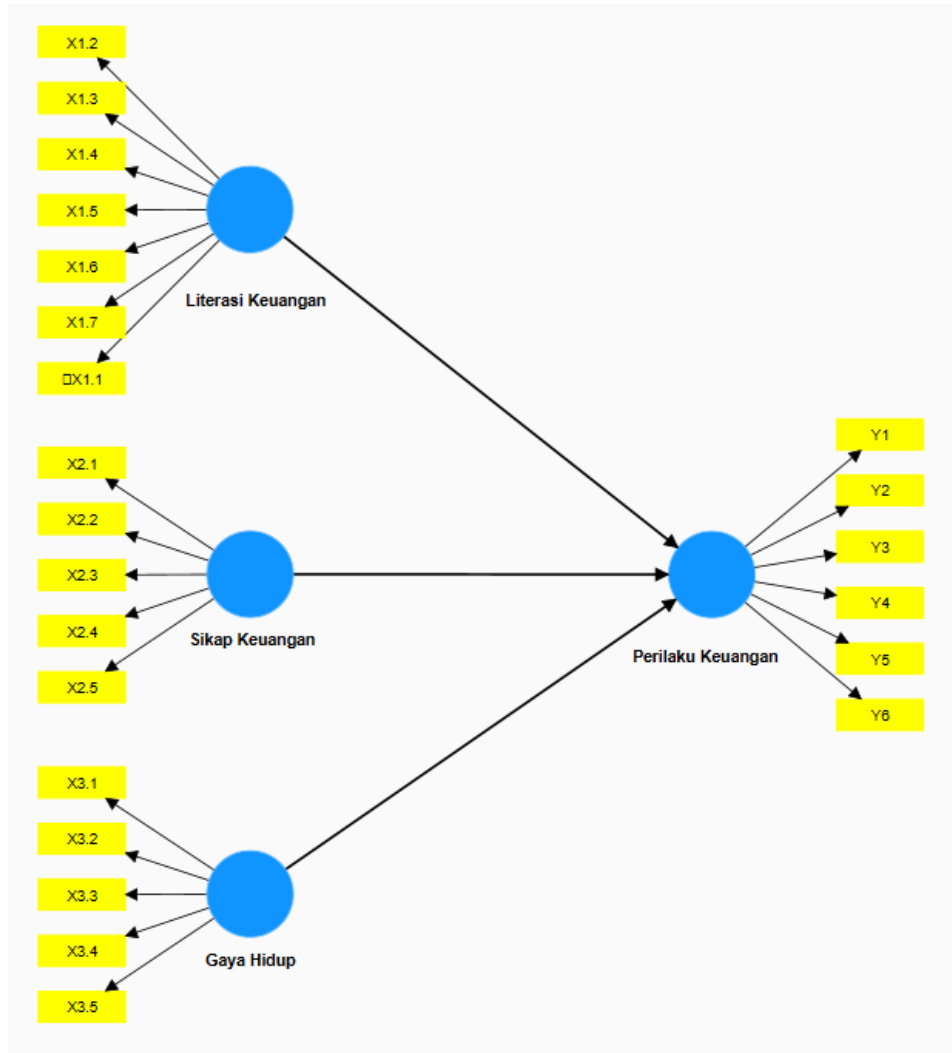 X1.2
X1.3
X1.4
X1.5
X1.6
X1.7
▯X1.1
Literasi Keuangan
X2.1
X2.2
X2.3
X2.4
X2.5
Sikap Keuangan
X3.1
X3.2
X3.3
X3.4
X3.5
Gaya Hidup
Y1
Y2
Y3
Y4
Y5
Y6
Perilaku Keuangan